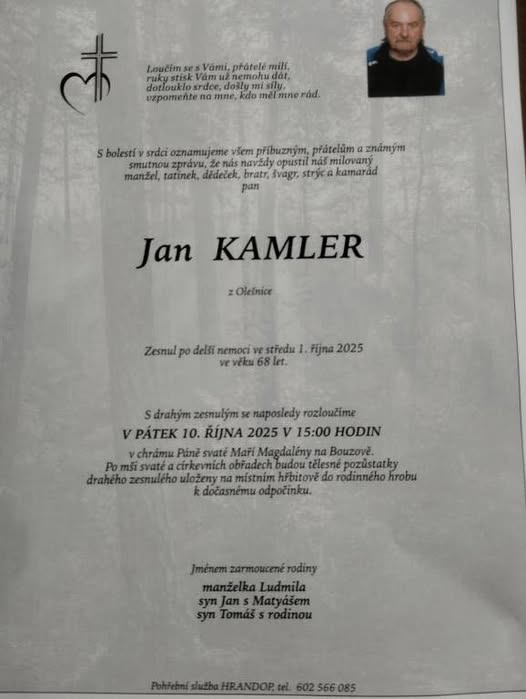 Loučím se s Vámi, přátelé milí,
ruky stisk Vám už nemohu dát,
dotlouklo srdce, došly mi síly,
vzpomeňte na mne, kdo měl mne rád.
S bolestí v srdci oznamujeme všem příbuzným, přátelům a známým
smutnou zprávu, že nás navždy opustil náš milovaný
manžel, tatínek, dědeček, bratr, švagr, strýc a kamarád
pan
Jan KAMLER
z Olešnice
Zesnul po delší nemoci ve středu 1. října 2025
ve věku 68 let.
S drahým zesnulým se naposledy rozloučíme
V PÁTEK 10. ŘÍJNA 2025 V 15:00 HODIN
v chrámu Páně svaté Maří Magdalény na Bouzově.
Po mši svaté a církevních obřadech budou tělesné pozůstatky
drahého zesnulého uloženy na místním hřbitově do rodinného hrobu
k dočasnému odpočinku.
Jménem zarmoucené rodiny
manželka Ludmila
syn Jan s Matyášem
syn Tomáš s rodinou
Pohřební služba HRANDOP, tel. 602 566 085